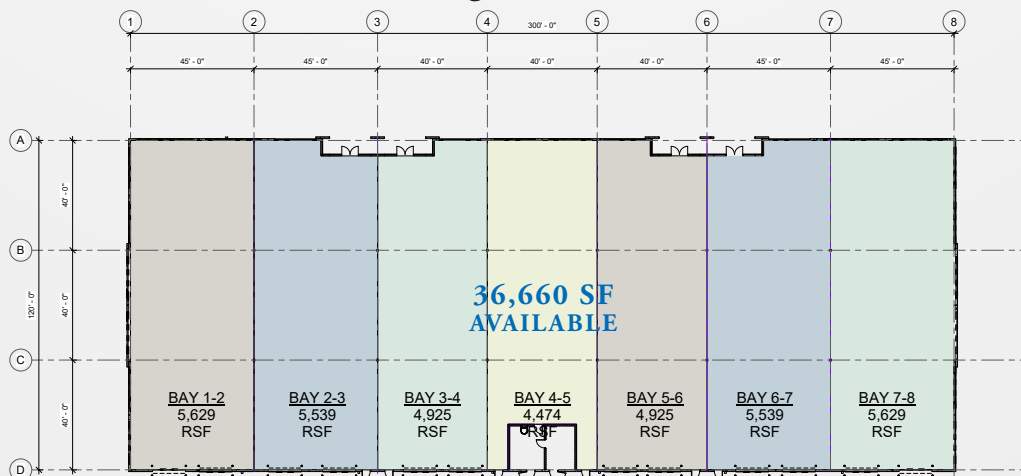 1 2 3 4 5 6 7 8
300' - 0"
45' - 0" 45' - 0" 40' - 0" 40' - 0" 40' - 0" 45' - 0" 45' - 0"
A
40' - 0"
B
120' - 0"
40' - 0"
36,660 SF
AVAILABLE
C
40' - 0"
BAY 1-2
5,629
RSF
BAY 2-3
5,539
RSF
BAY 3-4
4,925
RSF
BAY 4-5
4,474
RSF
BAY 5-6
4,925
RSF
BAY 6-7
5,539
RSF
BAY 7-8
5,629
RSF
D